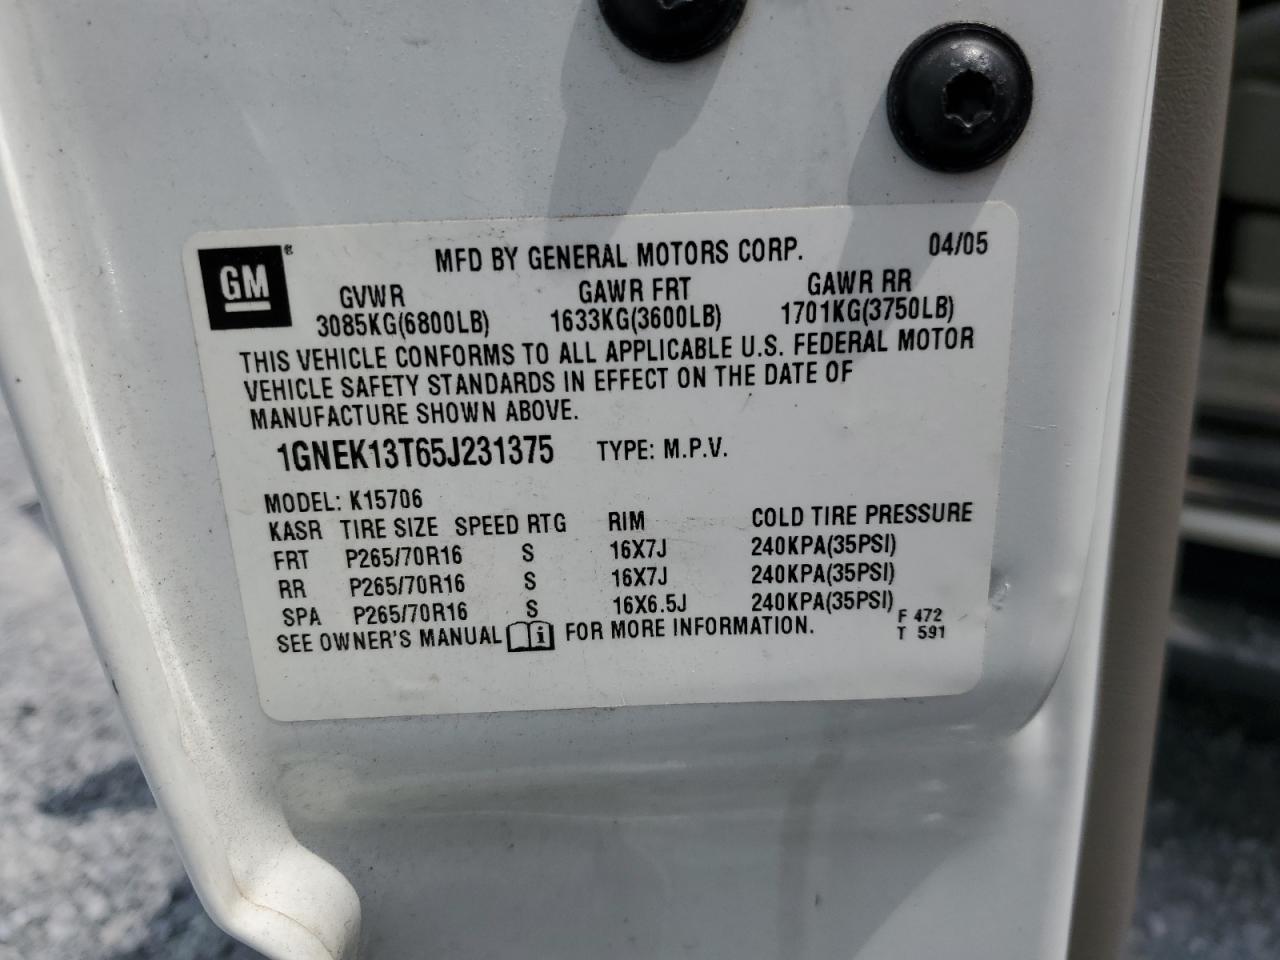 GM ®
MFD BY GENERAL MOTORS CORP. 04/05
GVWR GAWR FRT GAWR RR
3085KG(6800LB) 1633KG(3600LB) 1701KG(3750LB)
THIS VEHICLE CONFORMS TO ALL APPLICABLE U.S. FEDERAL MOTOR
VEHICLE SAFETY STANDARDS IN EFFECT ON THE DATE OF
MANUFACTURE SHOWN ABOVE.
1GNEK13T65J231375 TYPE: M.P.V.
MODEL: K15706
KASR TIRE SIZE SPEED RTG RIM COLD TIRE PRESSURE
FRT P265/70R16 S 16X7J 240KPA(35PSI)
RR P265/70R16 S 16X7J 240KPA(35PSI)
SPA P265/70R16 S 16X6.5J 240KPA(35PSI)
SEE OWNER'S MANUAL i FOR MORE INFORMATION. F 472
T 591